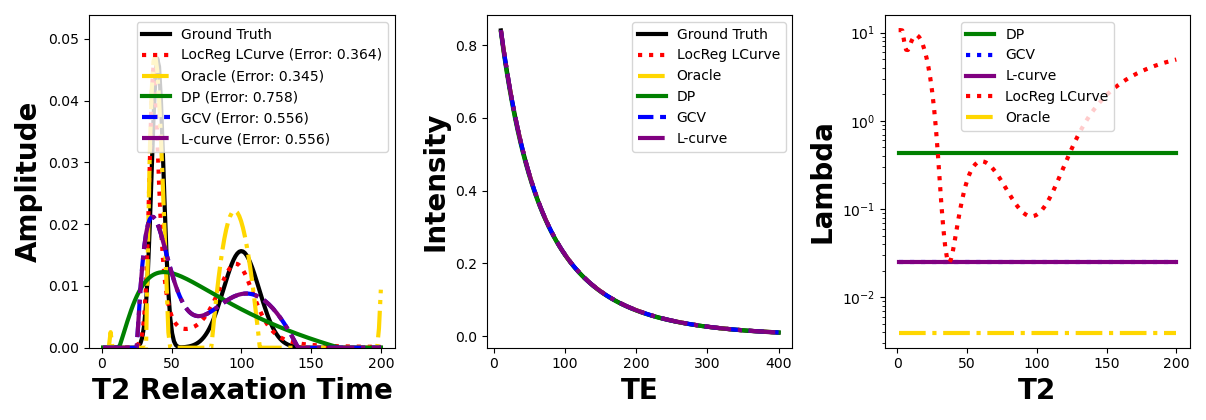 0.05
0.04
0.03
0.02
0.01
0.00
Amplitude
0
50
100
150
200
T2 Relaxation Time
Ground Truth
LocReg LCurve (Error: 0.364)
Oracle (Error: 0.345)
DP (Error: 0.758)
GCV (Error: 0.556)
L-curve (Error: 0.556)
0.8
0.6
0.4
0.2
0.0
Intensity
0
100
200
300
400
TE
Ground Truth
LocReg LCurve
Oracle
DP
GCV
L-curve
10¹
10⁰
10⁻¹
10⁻²
Lambda
0
50
100
150
200
T2
DP
GCV
L-curve
LocReg LCurve
Oracle